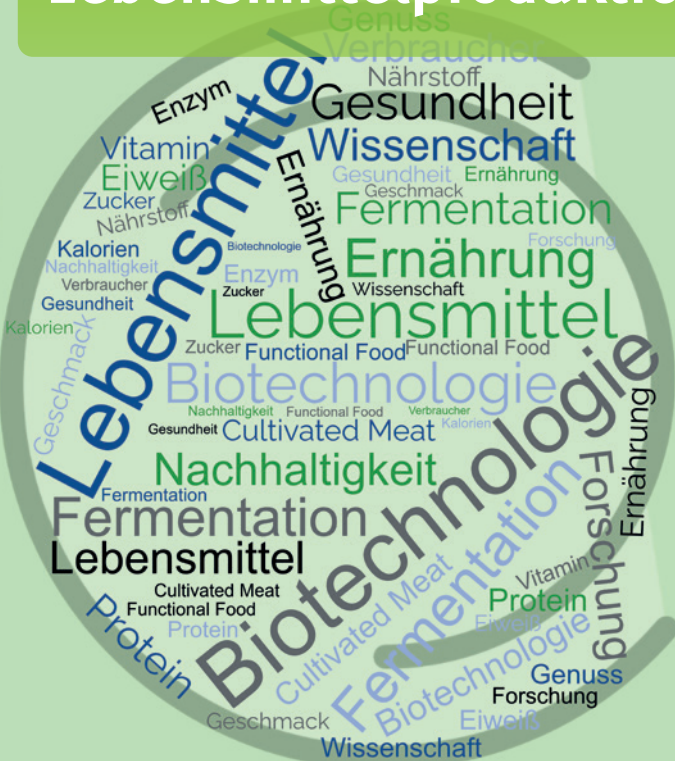 Genuss
Verbraucher
Nährstoff
Enzym
Gesundheit
Lebensmittel
Vitamin
Wissenschaft
Eiweiß
Gesundheit
Ernährung
Geschmack
Zucker
Nährstoff
Ernährung
Fermentation
Kalorien
Biotechnologie
Forschung
Nachhaltigkeit
Enzym
Ernährung
Verbraucher
Zucker
Wissenschaft
Gesundheit
Lebensmittel
Kalorien
Geschmack
Zucker
Functional Food
Functional Food
Biotechnologie
Biotechnologie
Nachhaltigkeit
Functional Food
Verbraucher
Gesundheit
Cultivated Meat
Kalorien
Ernährung
Nachhaltigkeit
Fermentation
Fermentation
Forschung
Lebensmittel
Fermentation
Cultivated Meat
Cultivated Meat
Vitamin
Functional Food
Protein
Protein
Protein
Eiweiß
Biotechnologie
Genuss
Forschung
Geschmack
Eiweiß
Wissenschaft